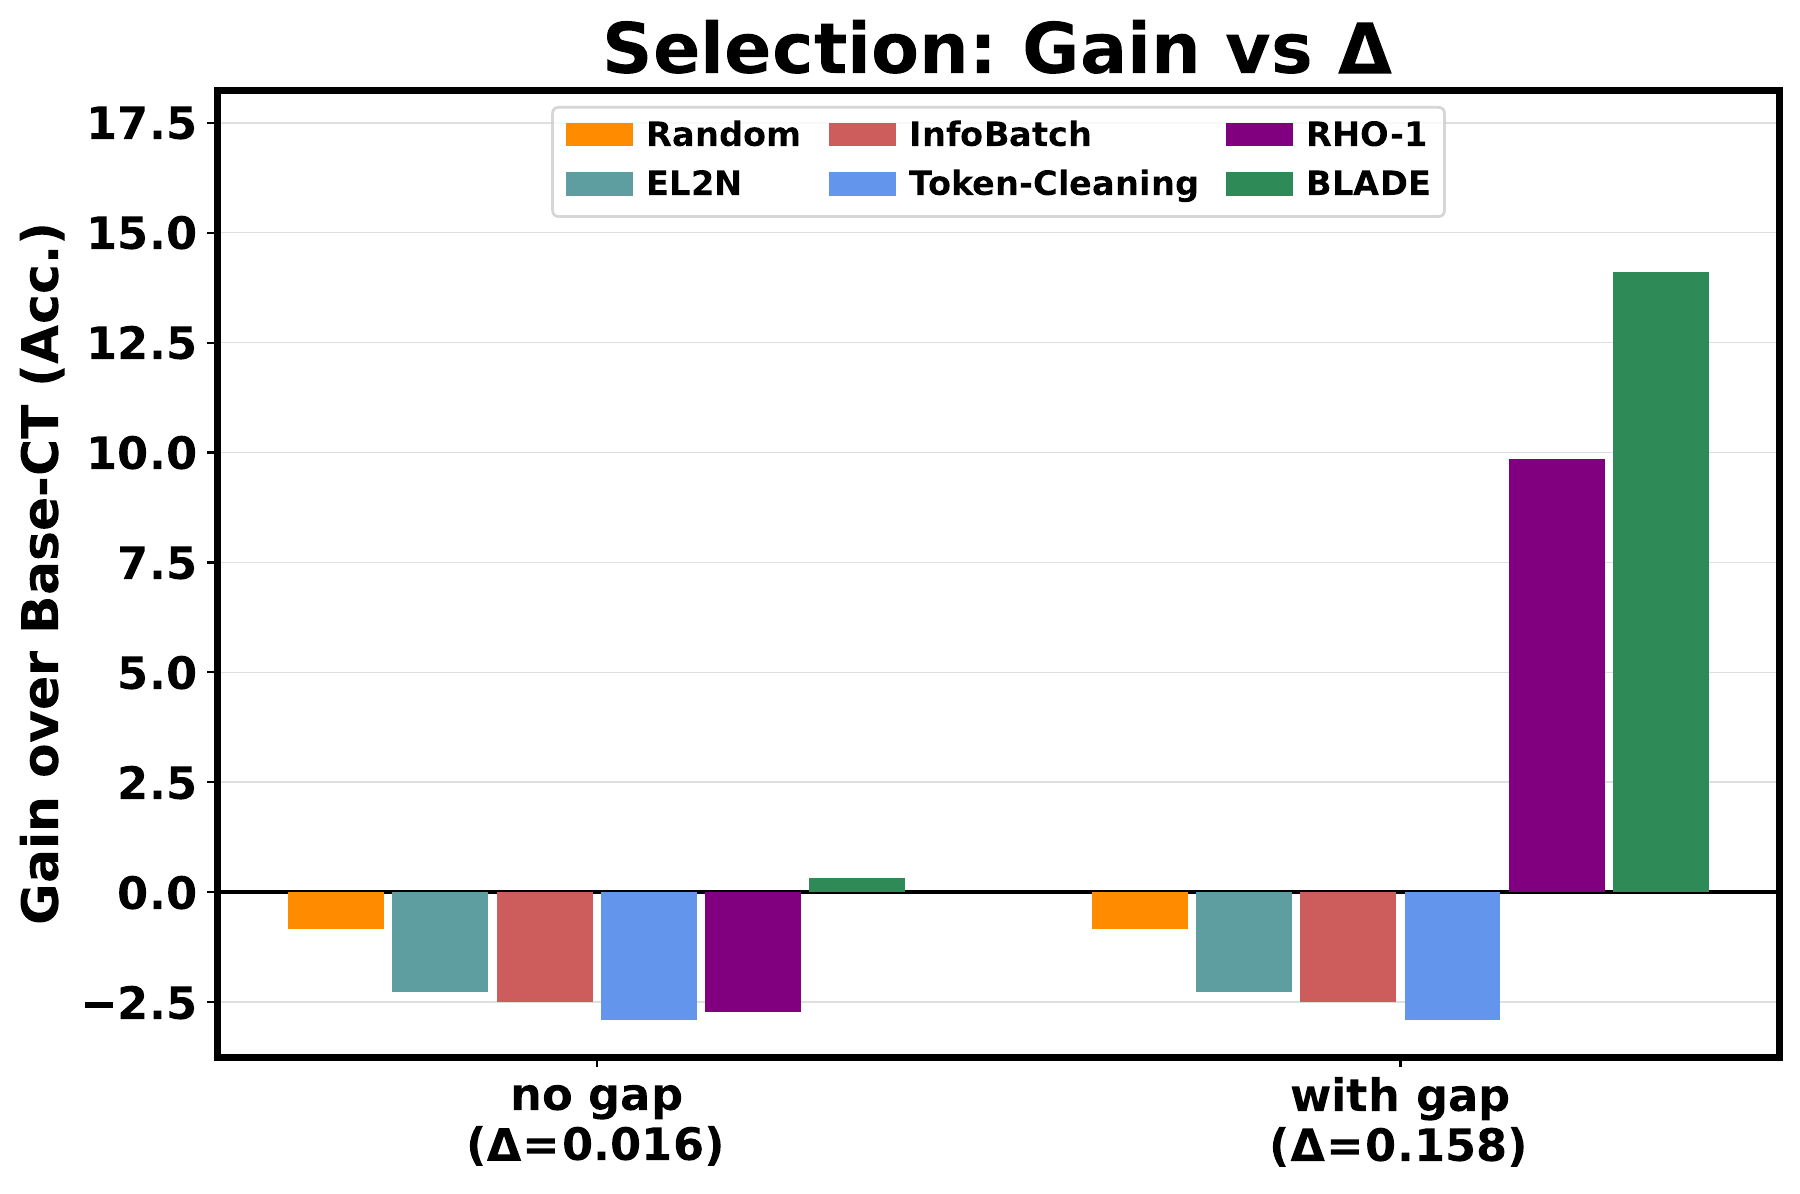 Selection: Gain vs Δ
Random
InfoBatch
RHO-1
EL2N
Token-Cleaning
BLADE
Gain over Base-CT (Acc.)
17.5
15.0
12.5
10.0
7.5
5.0
2.5
0.0
−2.5
no gap
(Δ=0.016)
with gap
(Δ=0.158)